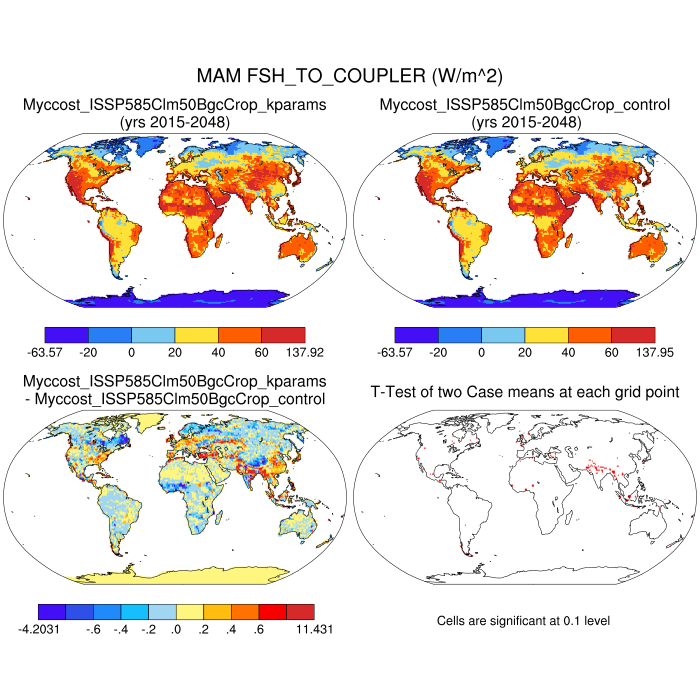 MAM FSH_TO_COUPLER (W/m^2)
Myccost_ISSP585Clm50BgcCrop_kparams
(yrs 2015-2048)
Myccost_ISSP585Clm50BgcCrop_control
(yrs 2015-2048)
-63.57 -20 0 20 40 60 137.92
-63.57 -20 0 20 40 60 137.95
Myccost_ISSP585Clm50BgcCrop_kparams
- Myccost_ISSP585Clm50BgcCrop_control
T-Test of two Case means at each grid point
-4.2031 -.6 -.4 -.2 .0 .2 .4 .6 11.431
Cells are significant at 0.1 level